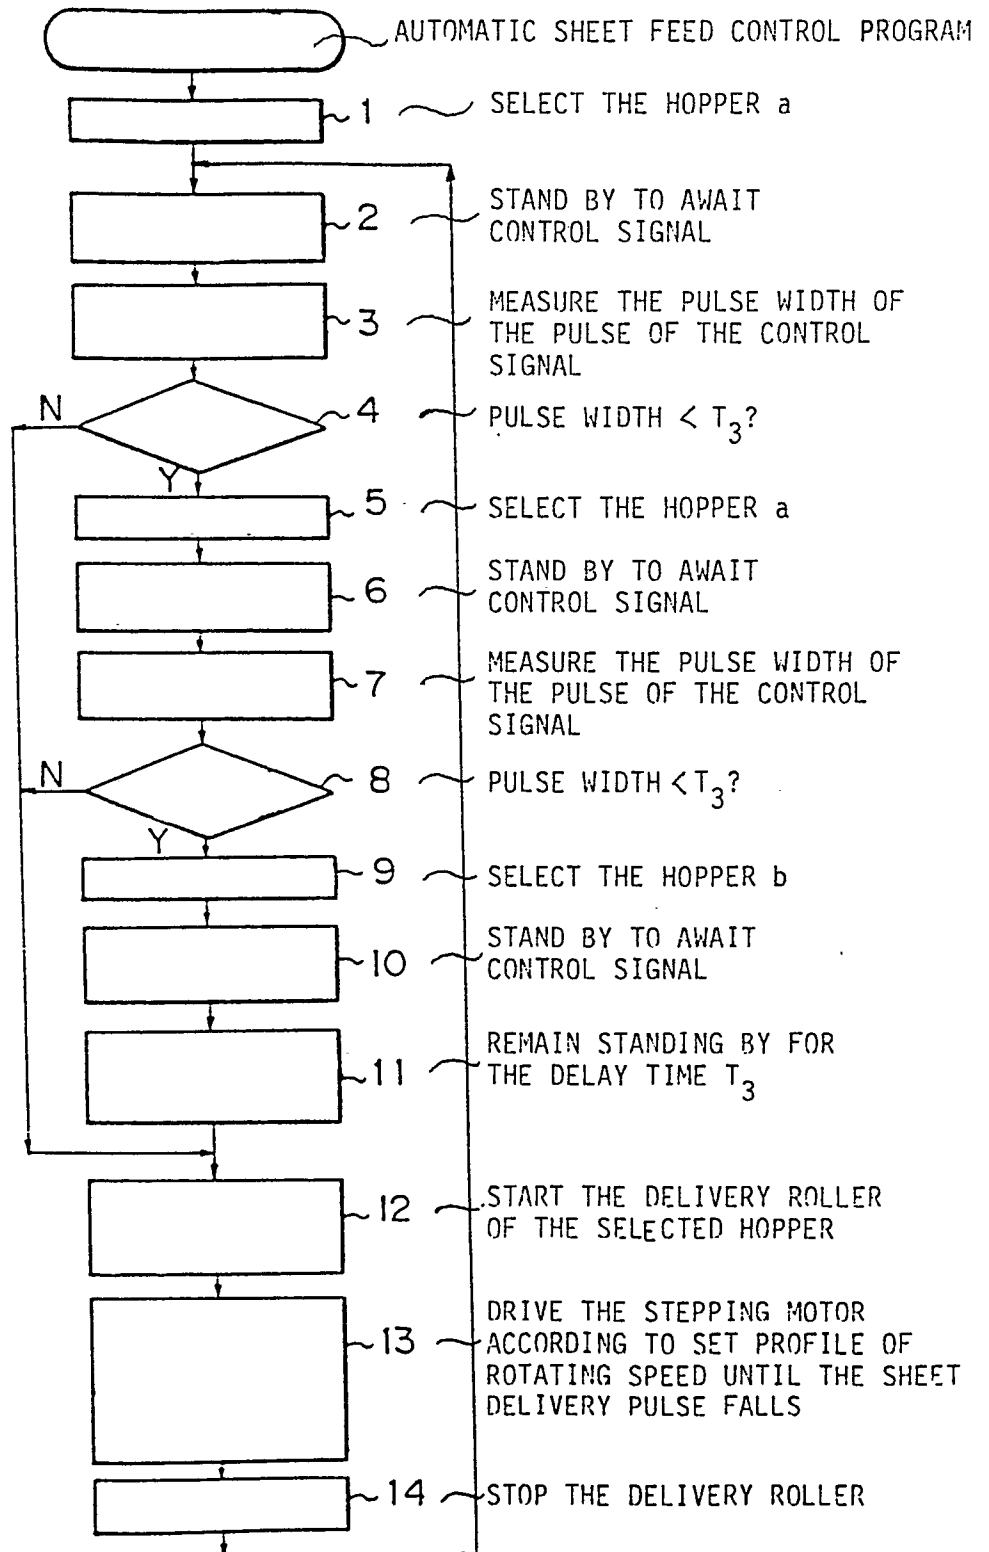 AUTOMATIC SHEET FEED CONTROL PROGRAM
1 SELECT THE HOPPER a
2 STAND BY TO AWAIT
CONTROL SIGNAL
3 MEASURE THE PULSE WIDTH OF
THE PULSE OF THE CONTROL
SIGNAL
N 4 PULSE WIDTH < T3?
Y
5 SELECT THE HOPPER a
6 STAND BY TO AWAIT
CONTROL SIGNAL
7 MEASURE THE PULSE WIDTH OF
THE PULSE OF THE CONTROL
SIGNAL
N 8 PULSE WIDTH < T3?
Y
9 SELECT THE HOPPER b
10 STAND BY TO AWAIT
CONTROL SIGNAL
11 REMAIN STANDING BY FOR
THE DELAY TIME T3
12 START THE DELIVERY ROLLER
OF THE SELECTED HOPPER
13 DRIVE THE STEPPING MOTOR
ACCORDING TO SET PROFILE OF
ROTATING SPEED UNTIL THE SHEET
DELIVERY PULSE FALLS
14 STOP THE DELIVERY ROLLER